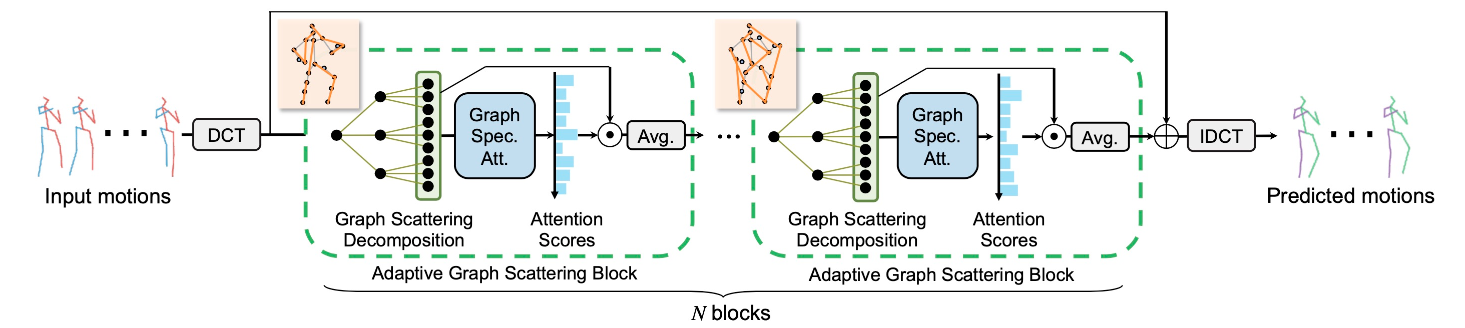 Input motions
DCT
Graph Scattering
Decomposition
Graph
Spec.
Att.
Attention
Scores
Avg.
Adaptive Graph Scattering Block
Graph Scattering
Decomposition
Graph
Spec.
Att.
Attention
Scores
Avg.
Adaptive Graph Scattering Block
N blocks
IDCT
Predicted motions